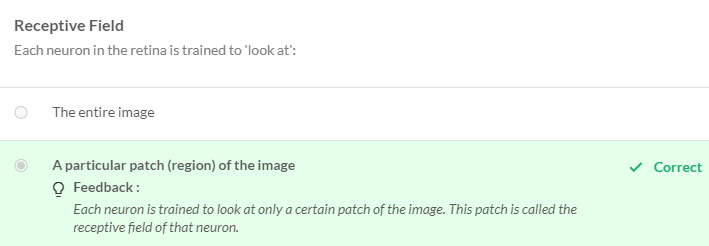 Receptive Field
Each neuron in the retina is trained to 'look at':
The entire image
A particular patch (region) of the image
Correct
Feedback :
Each neuron is trained to look at only a certain patch of the image. This patch is called the
receptive field of that neuron.